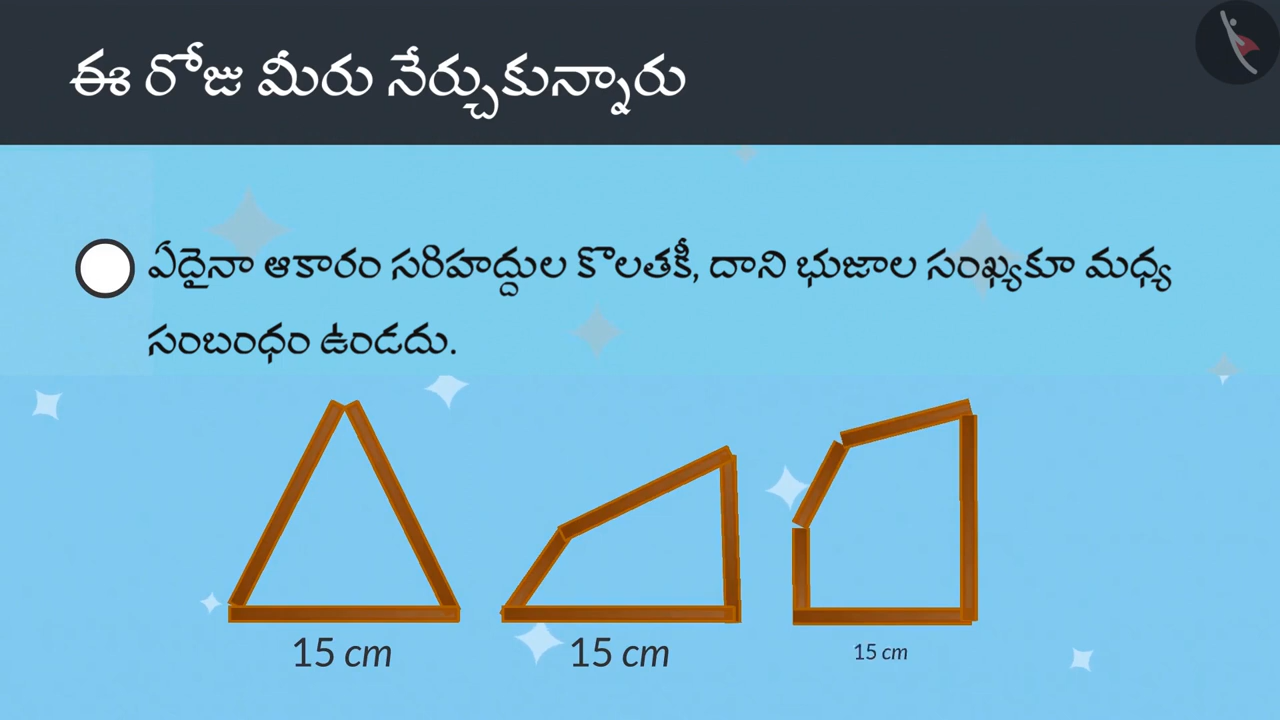 ఈ రోజు మీరు నేర్చుకున్నారు
ఏదైనా ఆకారం సరిహద్దుల కొలతకీ, దాని భుజాల సంఖ్యకూ మధ్య
సంబంధం ఉండదు.
15 cm 15 cm 15 cm